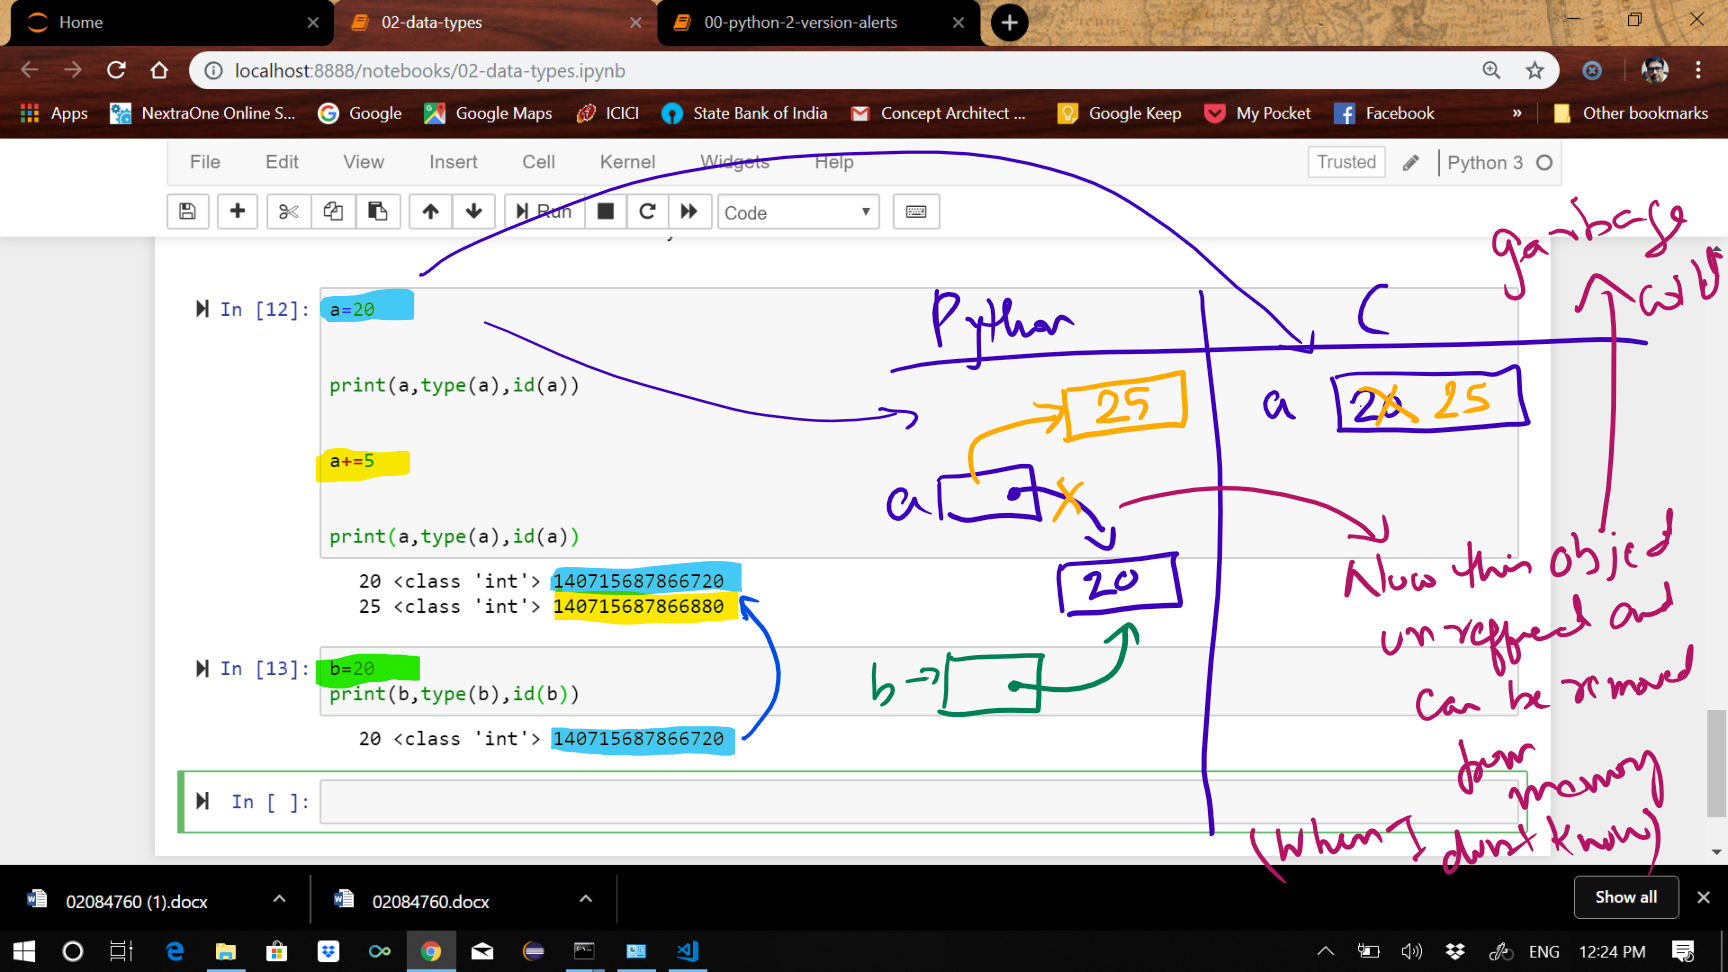 Home
02-data-types
00-python-2-version-alerts
localhost:8888/notebooks/02-data-types.ipynb
Apps
NextraOne Online S...
Google
Google Maps
ICICI
State Bank of India
Concept Architect ...
Google Keep
My Pocket
Facebook
»
Other bookmarks
File Edit View Insert Cell Kernel Widgets Help
Trusted
Python 3
Run
Code
garbage
Python
C
In [12]:
a=20
print(a,type(a),id(a))
a+=5
print(a,type(a),id(a))
20 <class 'int'> 140715687866720
25 <class 'int'> 140715687866880
25
a
20
a
20 25
In [13]:
b=20
print(b,type(b),id(b))
20 <class 'int'> 140715687866720
b
Now this object
unreffered and
can be removed
from
memory
(When I dont know)
In [ ]:
02084760 (1).docx
02084760.docx
Show all
ENG
12:24 PM